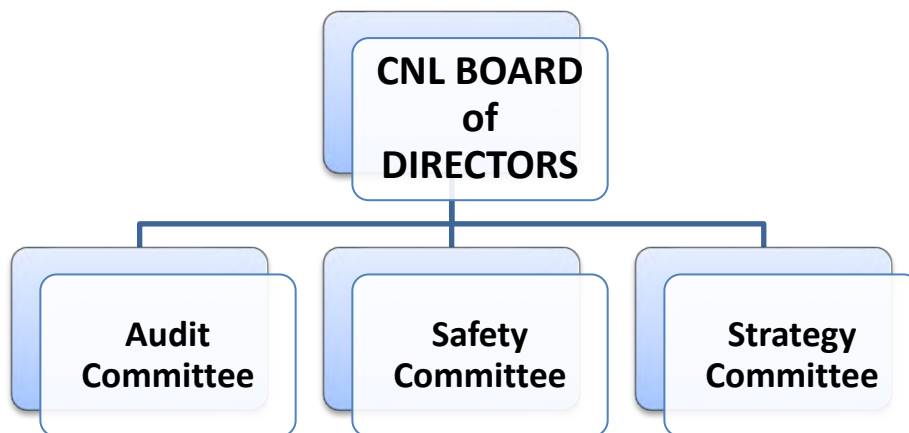 CNL BOARD
of
DIRECTORS
Audit
Committee
Safety
Committee
Strategy
Committee